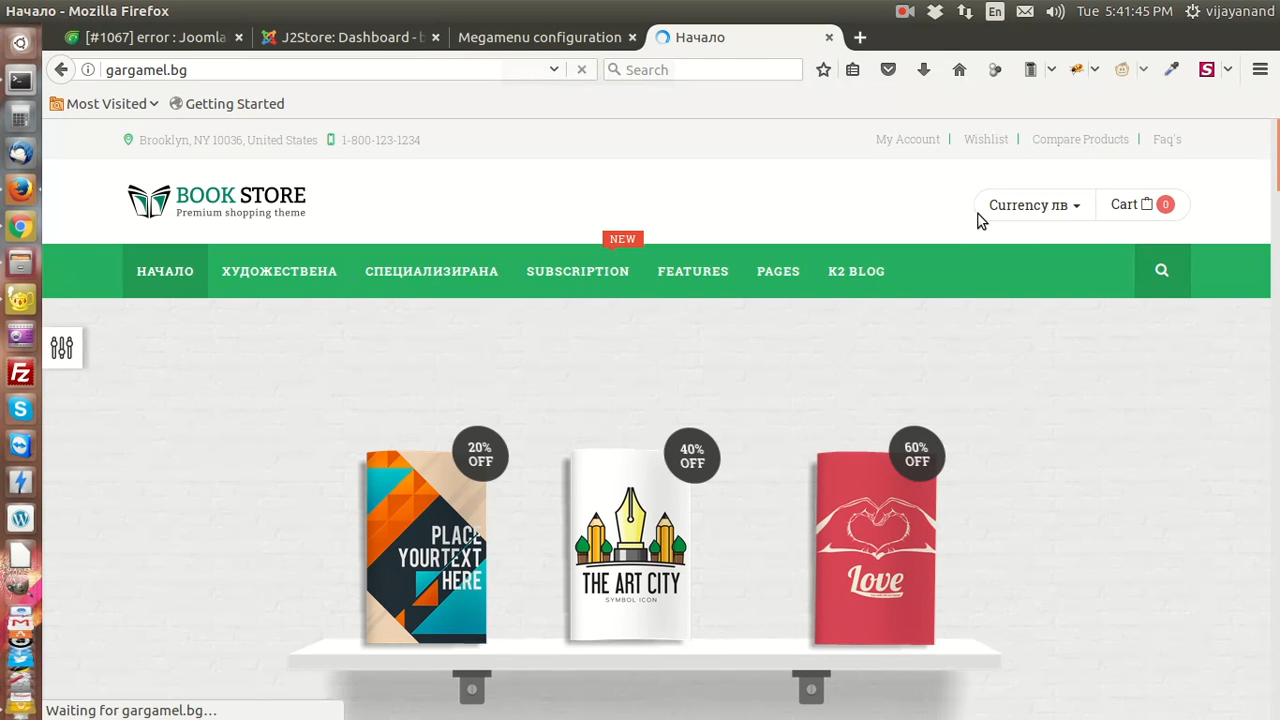 Начало - Mozilla Firefox
En
Tue 5:41:45 PM
vijayanand
[#1067] error : Joomla
J2Store: Dashboard - b
Megamenu configuration
Начало
gargamel.bg
Search
Most Visited
Getting Started
Brooklyn, NY 10036, United States
1-800-123-1234
My Account
Wishlist
Compare Products
Faq's
BOOK STORE
Premium shopping theme
Currency лв
Cart
0
NEW
НАЧАЛО
ХУДОЖЕСТВЕНА
СПЕЦИАЛИЗИРАНА
SUBSCRIPTION
FEATURES
PAGES
K2 BLOG
20%
OFF
40%
OFF
60%
OFF
PLACE
YOURTEXT
HERE
THE ART CITY
SYMBOL ICON
Love
Waiting for gargamel.bg…